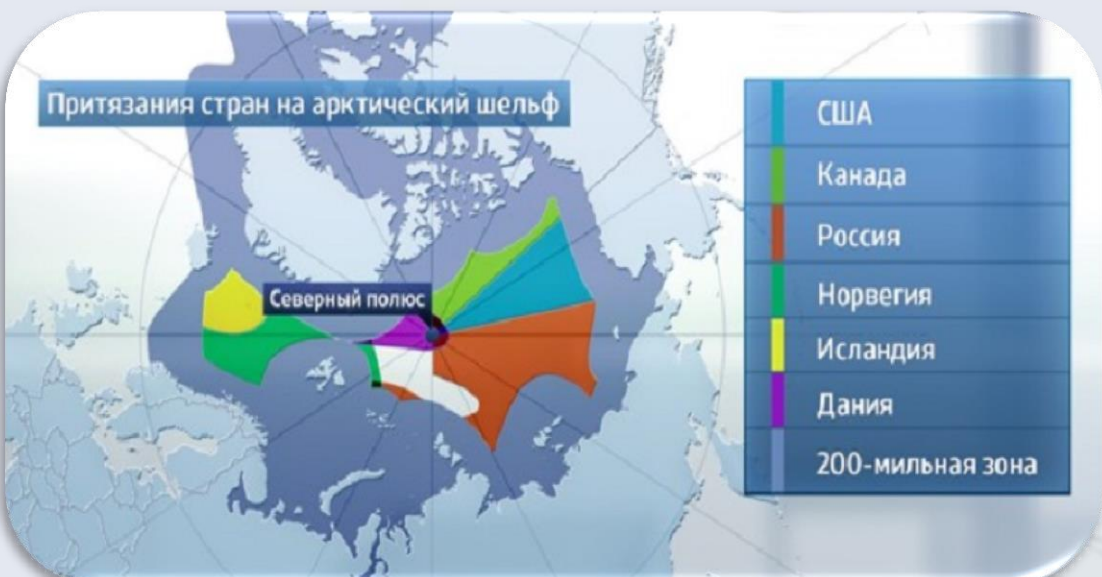 Притязания стран на арктический шельф
Северный полюс
США
Канада
Россия
Норвегия
Исландия
Дания
200-мильная зона